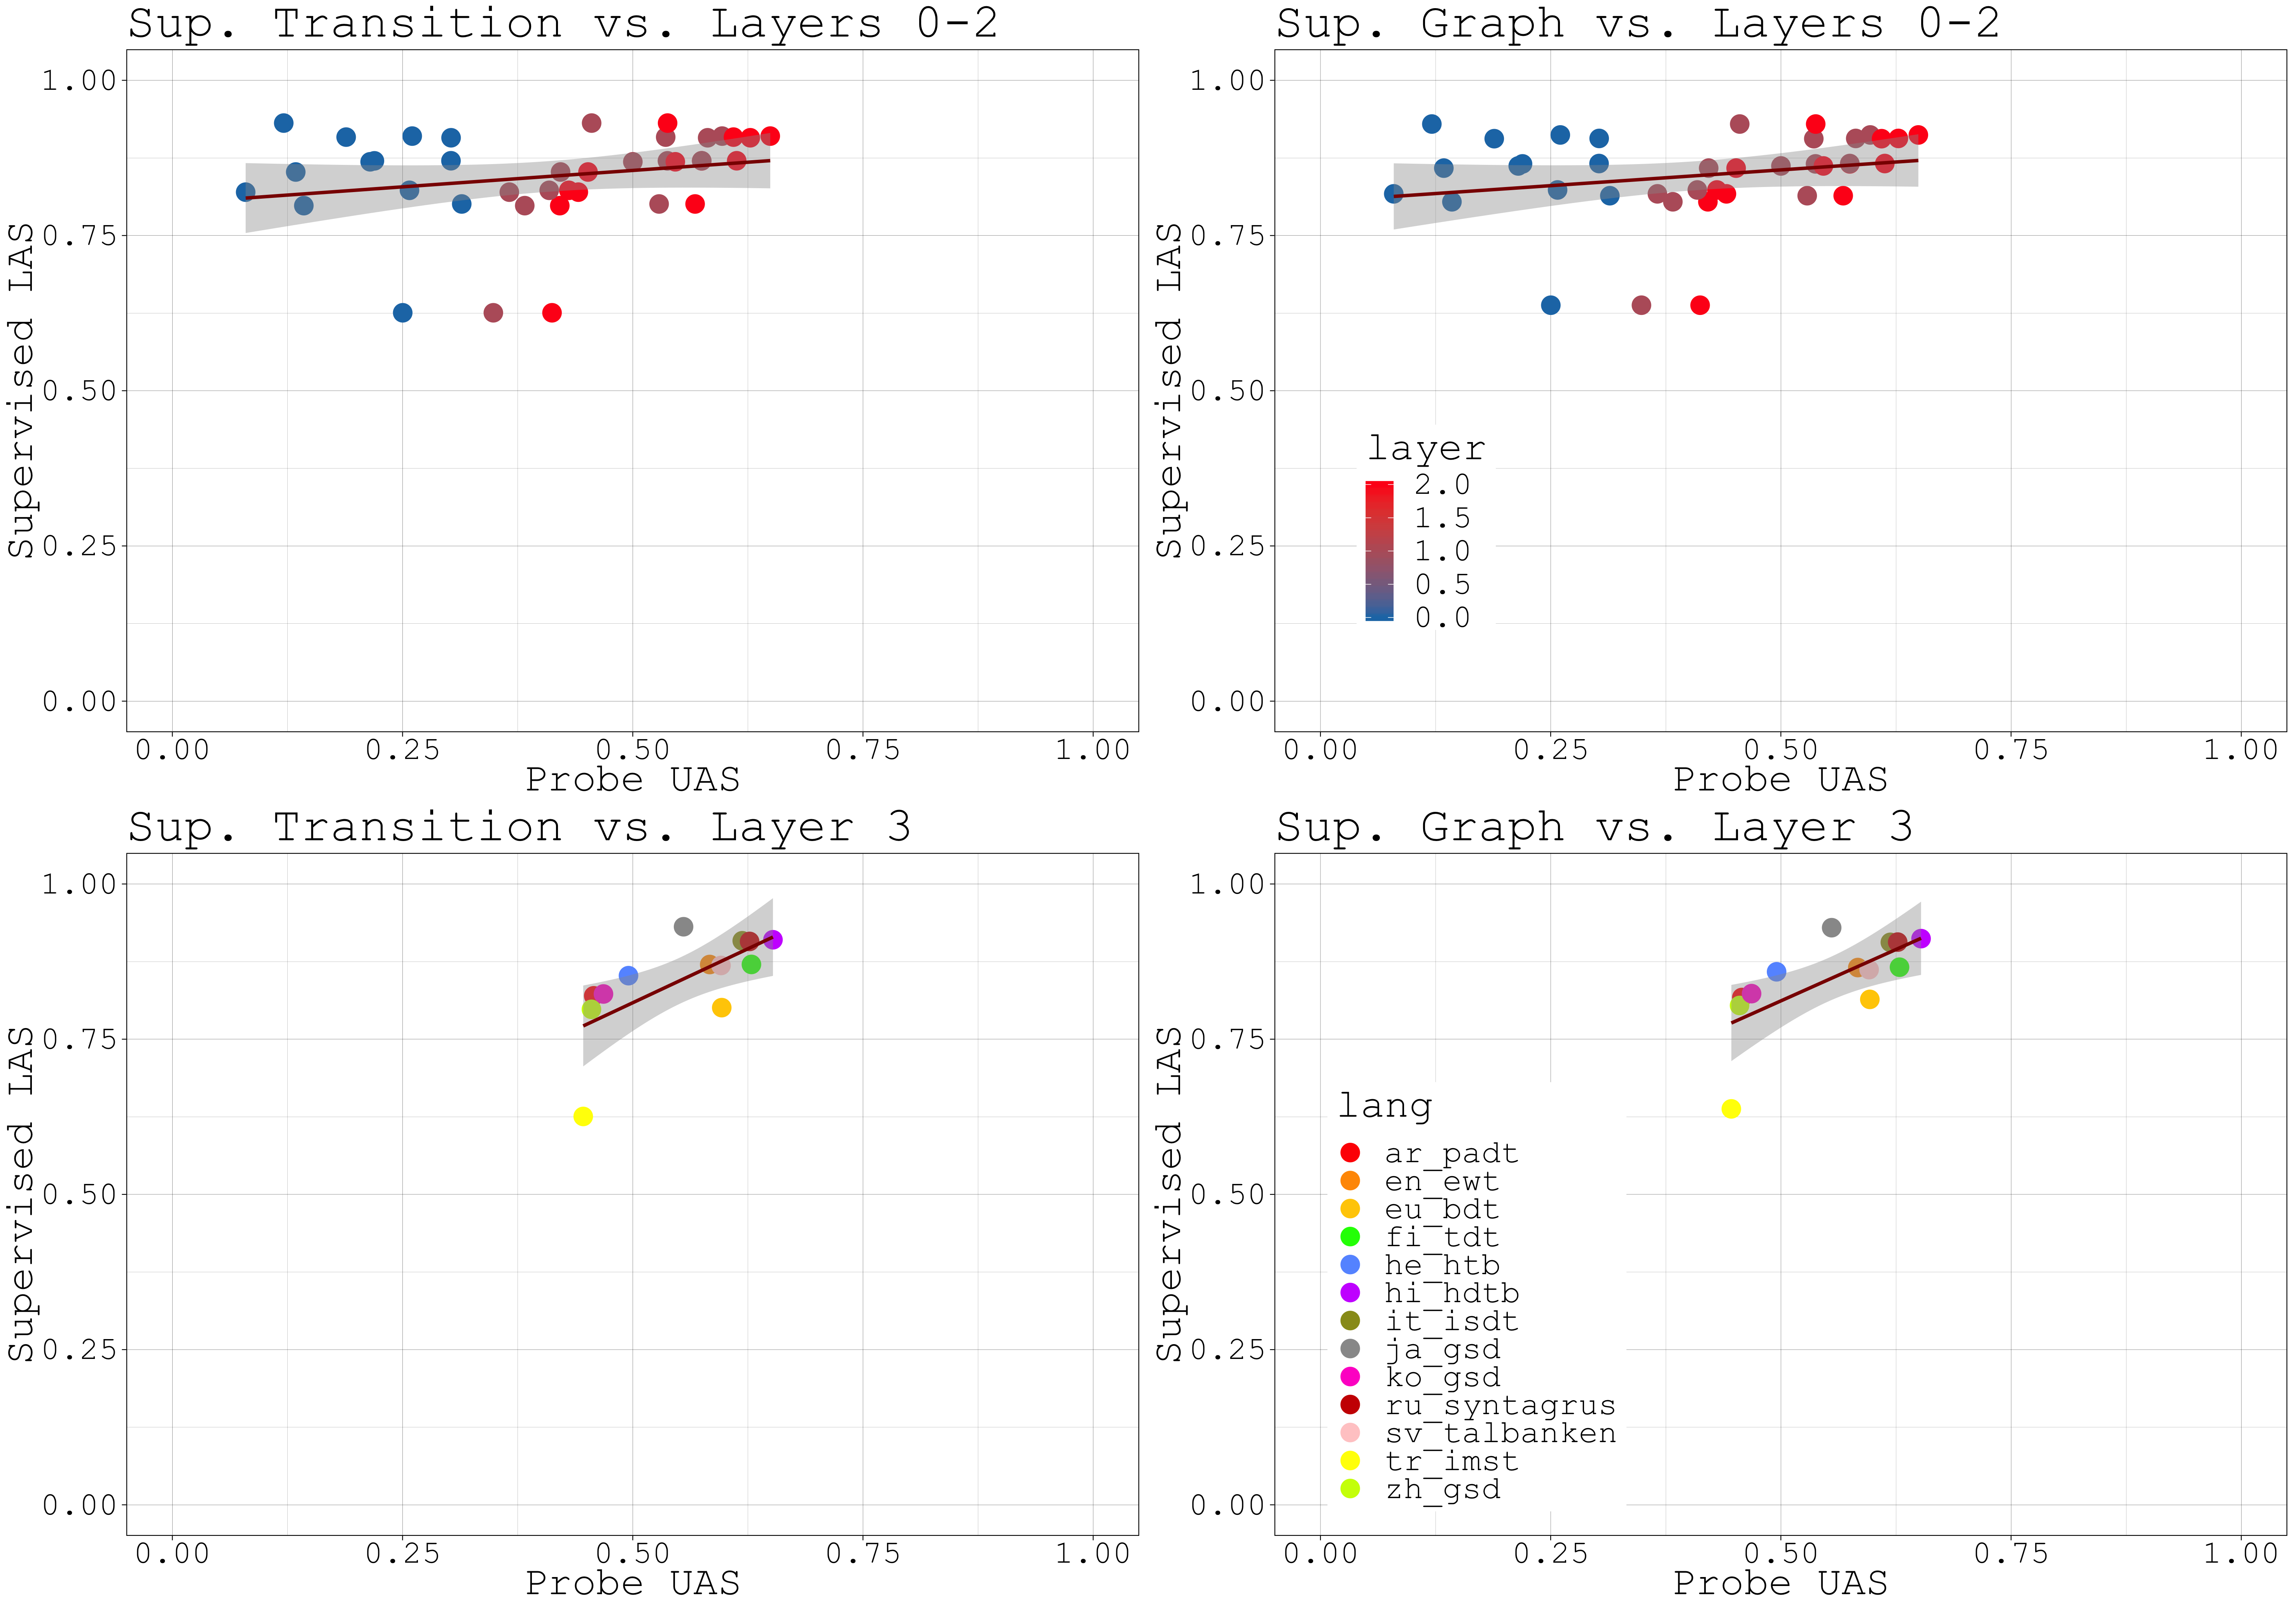 Sup. Transition vs. Layers 0-2
Supervised LAS
1.00
0.75
0.50
0.25
0.00
0.00 0.25 0.50 0.75 1.00
Probe UAS
Sup. Graph vs. Layers 0-2
Supervised LAS
1.00
0.75
0.50
0.25
0.00
layer
2.0
1.5
1.0
0.5
0.0
0.00 0.25 0.50 0.75 1.00
Probe UAS
Sup. Transition vs. Layer 3
Supervised LAS
1.00
0.75
0.50
0.25
0.00
0.00 0.25 0.50 0.75 1.00
Probe UAS
Sup. Graph vs. Layer 3
Supervised LAS
1.00
0.75
0.50
0.25
0.00
lang
ar_padt
en_ewt
eu_bdt
fi_tdt
he_htb
hi_hdtb
it_isdt
ja_gsd
ko_gsd
ru_syntagrus
sv_talbanken
tr_imst
zh_gsd
0.00 0.25 0.50 0.75 1.00
Probe UAS